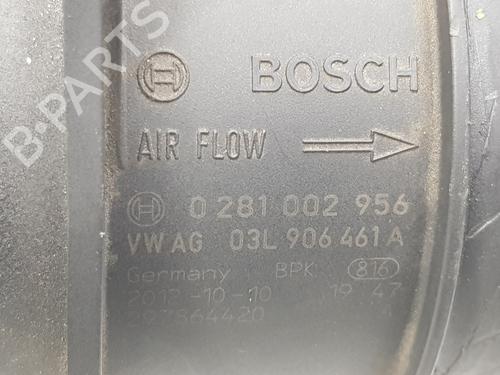 B-PARTS
BOSCH
AIR FLOW
0 281 002 956
VW AG 03L 906 461 A
Germany BPK 816
2012-10-10 19 47
297864420